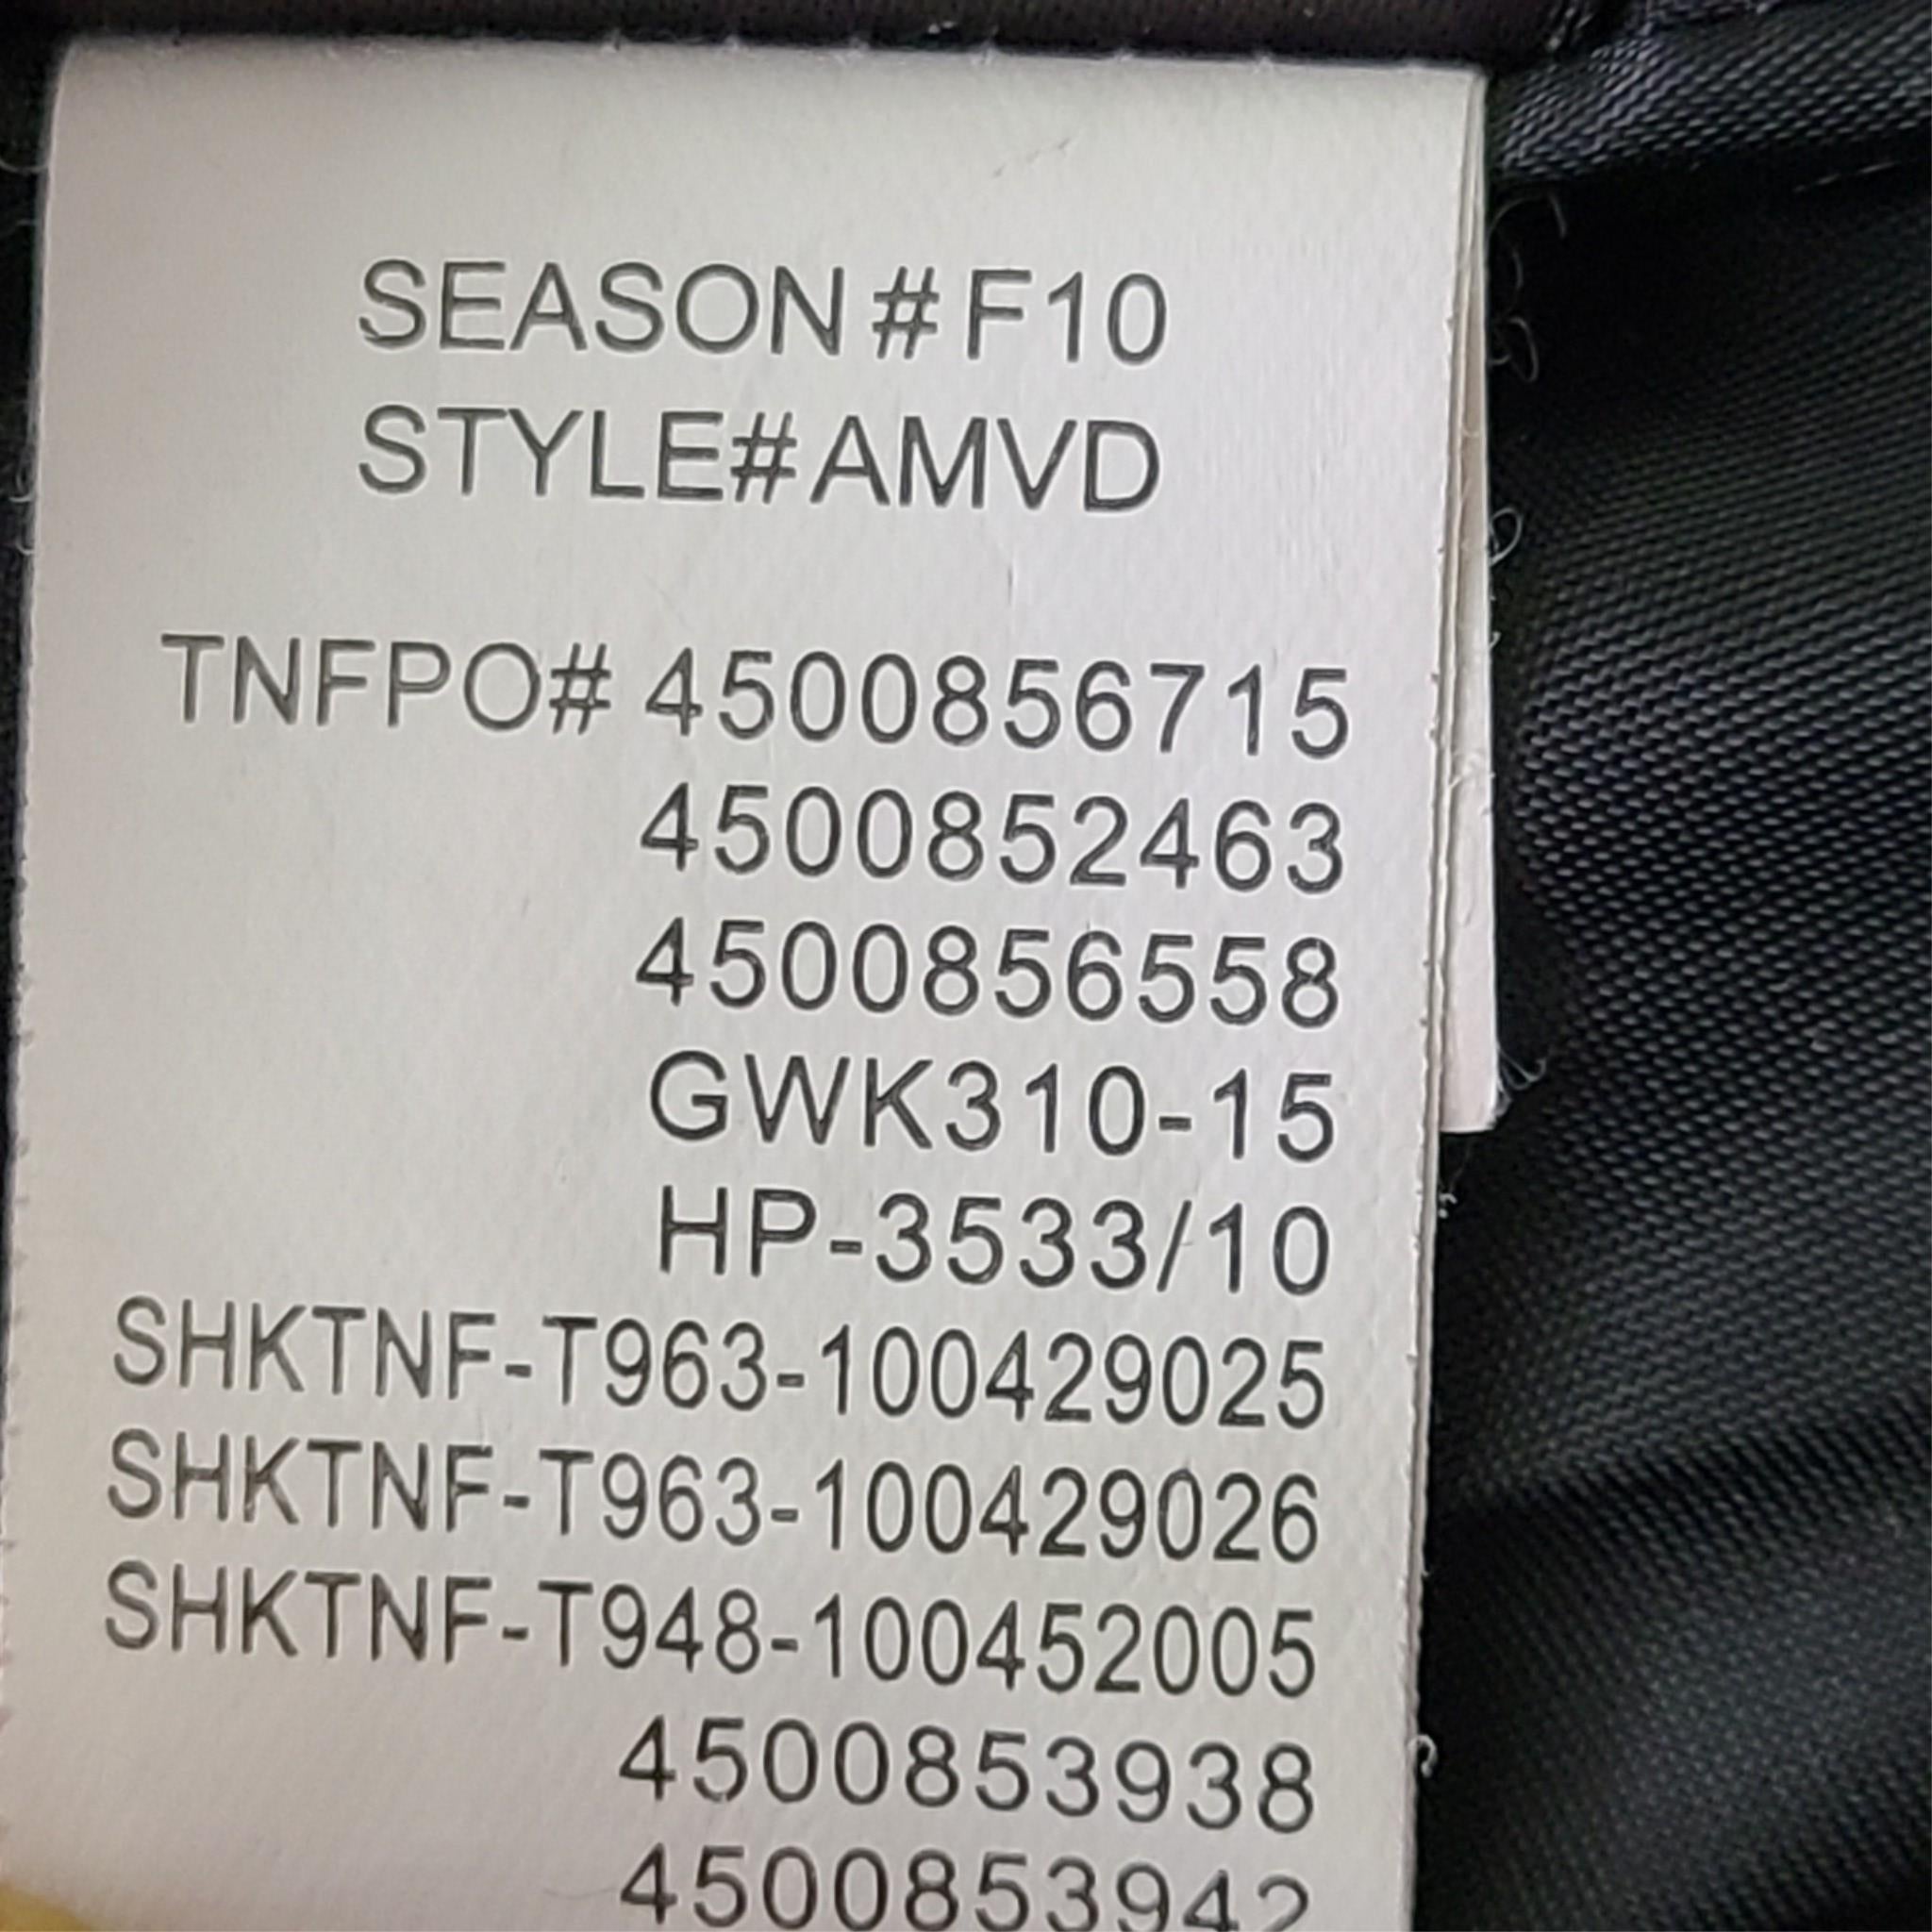 SEASON # F10
STYLE# AMVD
TNFPO# 4500856715
4500852463
4500856558
GWK310-15
HP-3533/10
SHKTNF-T963-100429025
SHKTNF-T963-100429026
SHKTNF-T948-100452005
4500853938
4500853942